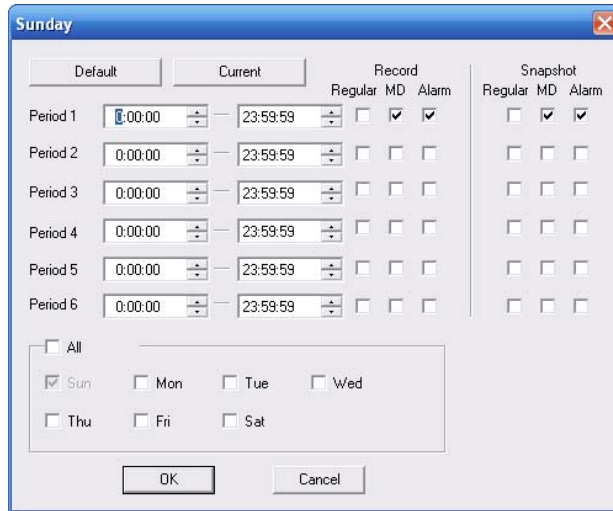 Sunday
Default Current Record Snapshot
Regular MD Alarm Regular MD Alarm
Period 1 0:00:00 23:59:59
Period 2 0:00:00 23:59:59
Period 3 0:00:00 23:59:59
Period 4 0:00:00 23:59:59
Period 5 0:00:00 23:59:59
Period 6 0:00:00 23:59:59
All
Sun Mon Tue Wed
Thu Fri Sat
OK Cancel